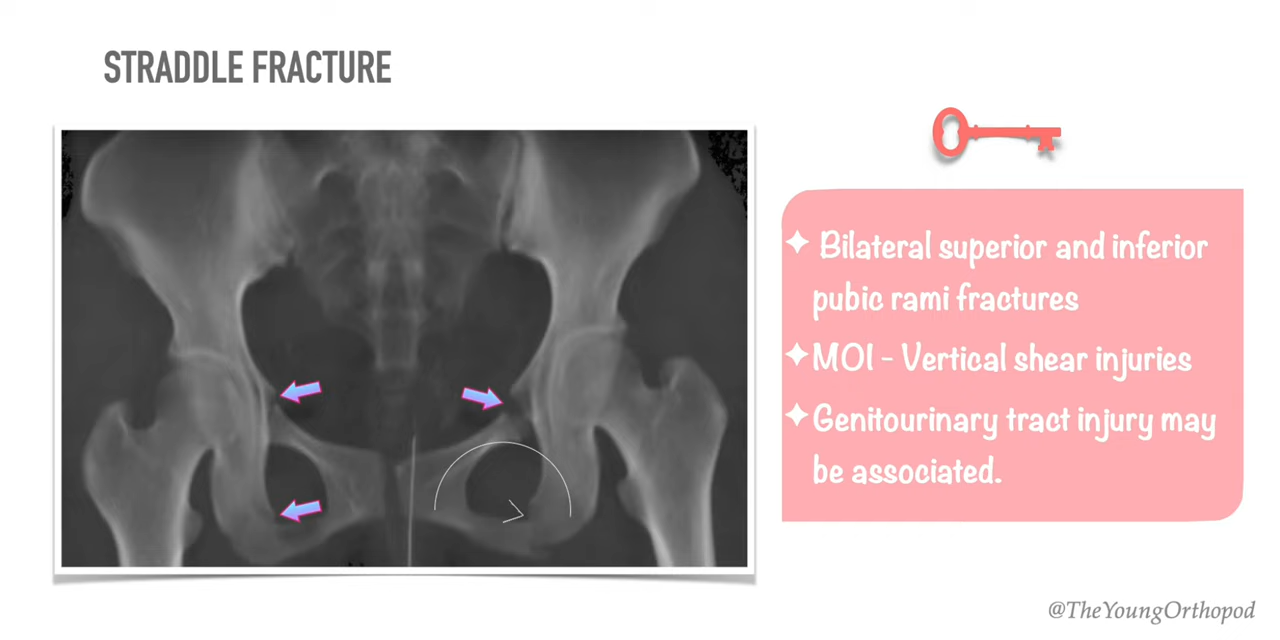 STRADDLE FRACTURE
Bilateral superior and inferior
pubic rami fractures
MOI - Vertical shear injuries
Genitourinary tract injury may
be associated.
@TheYoungOrthopod